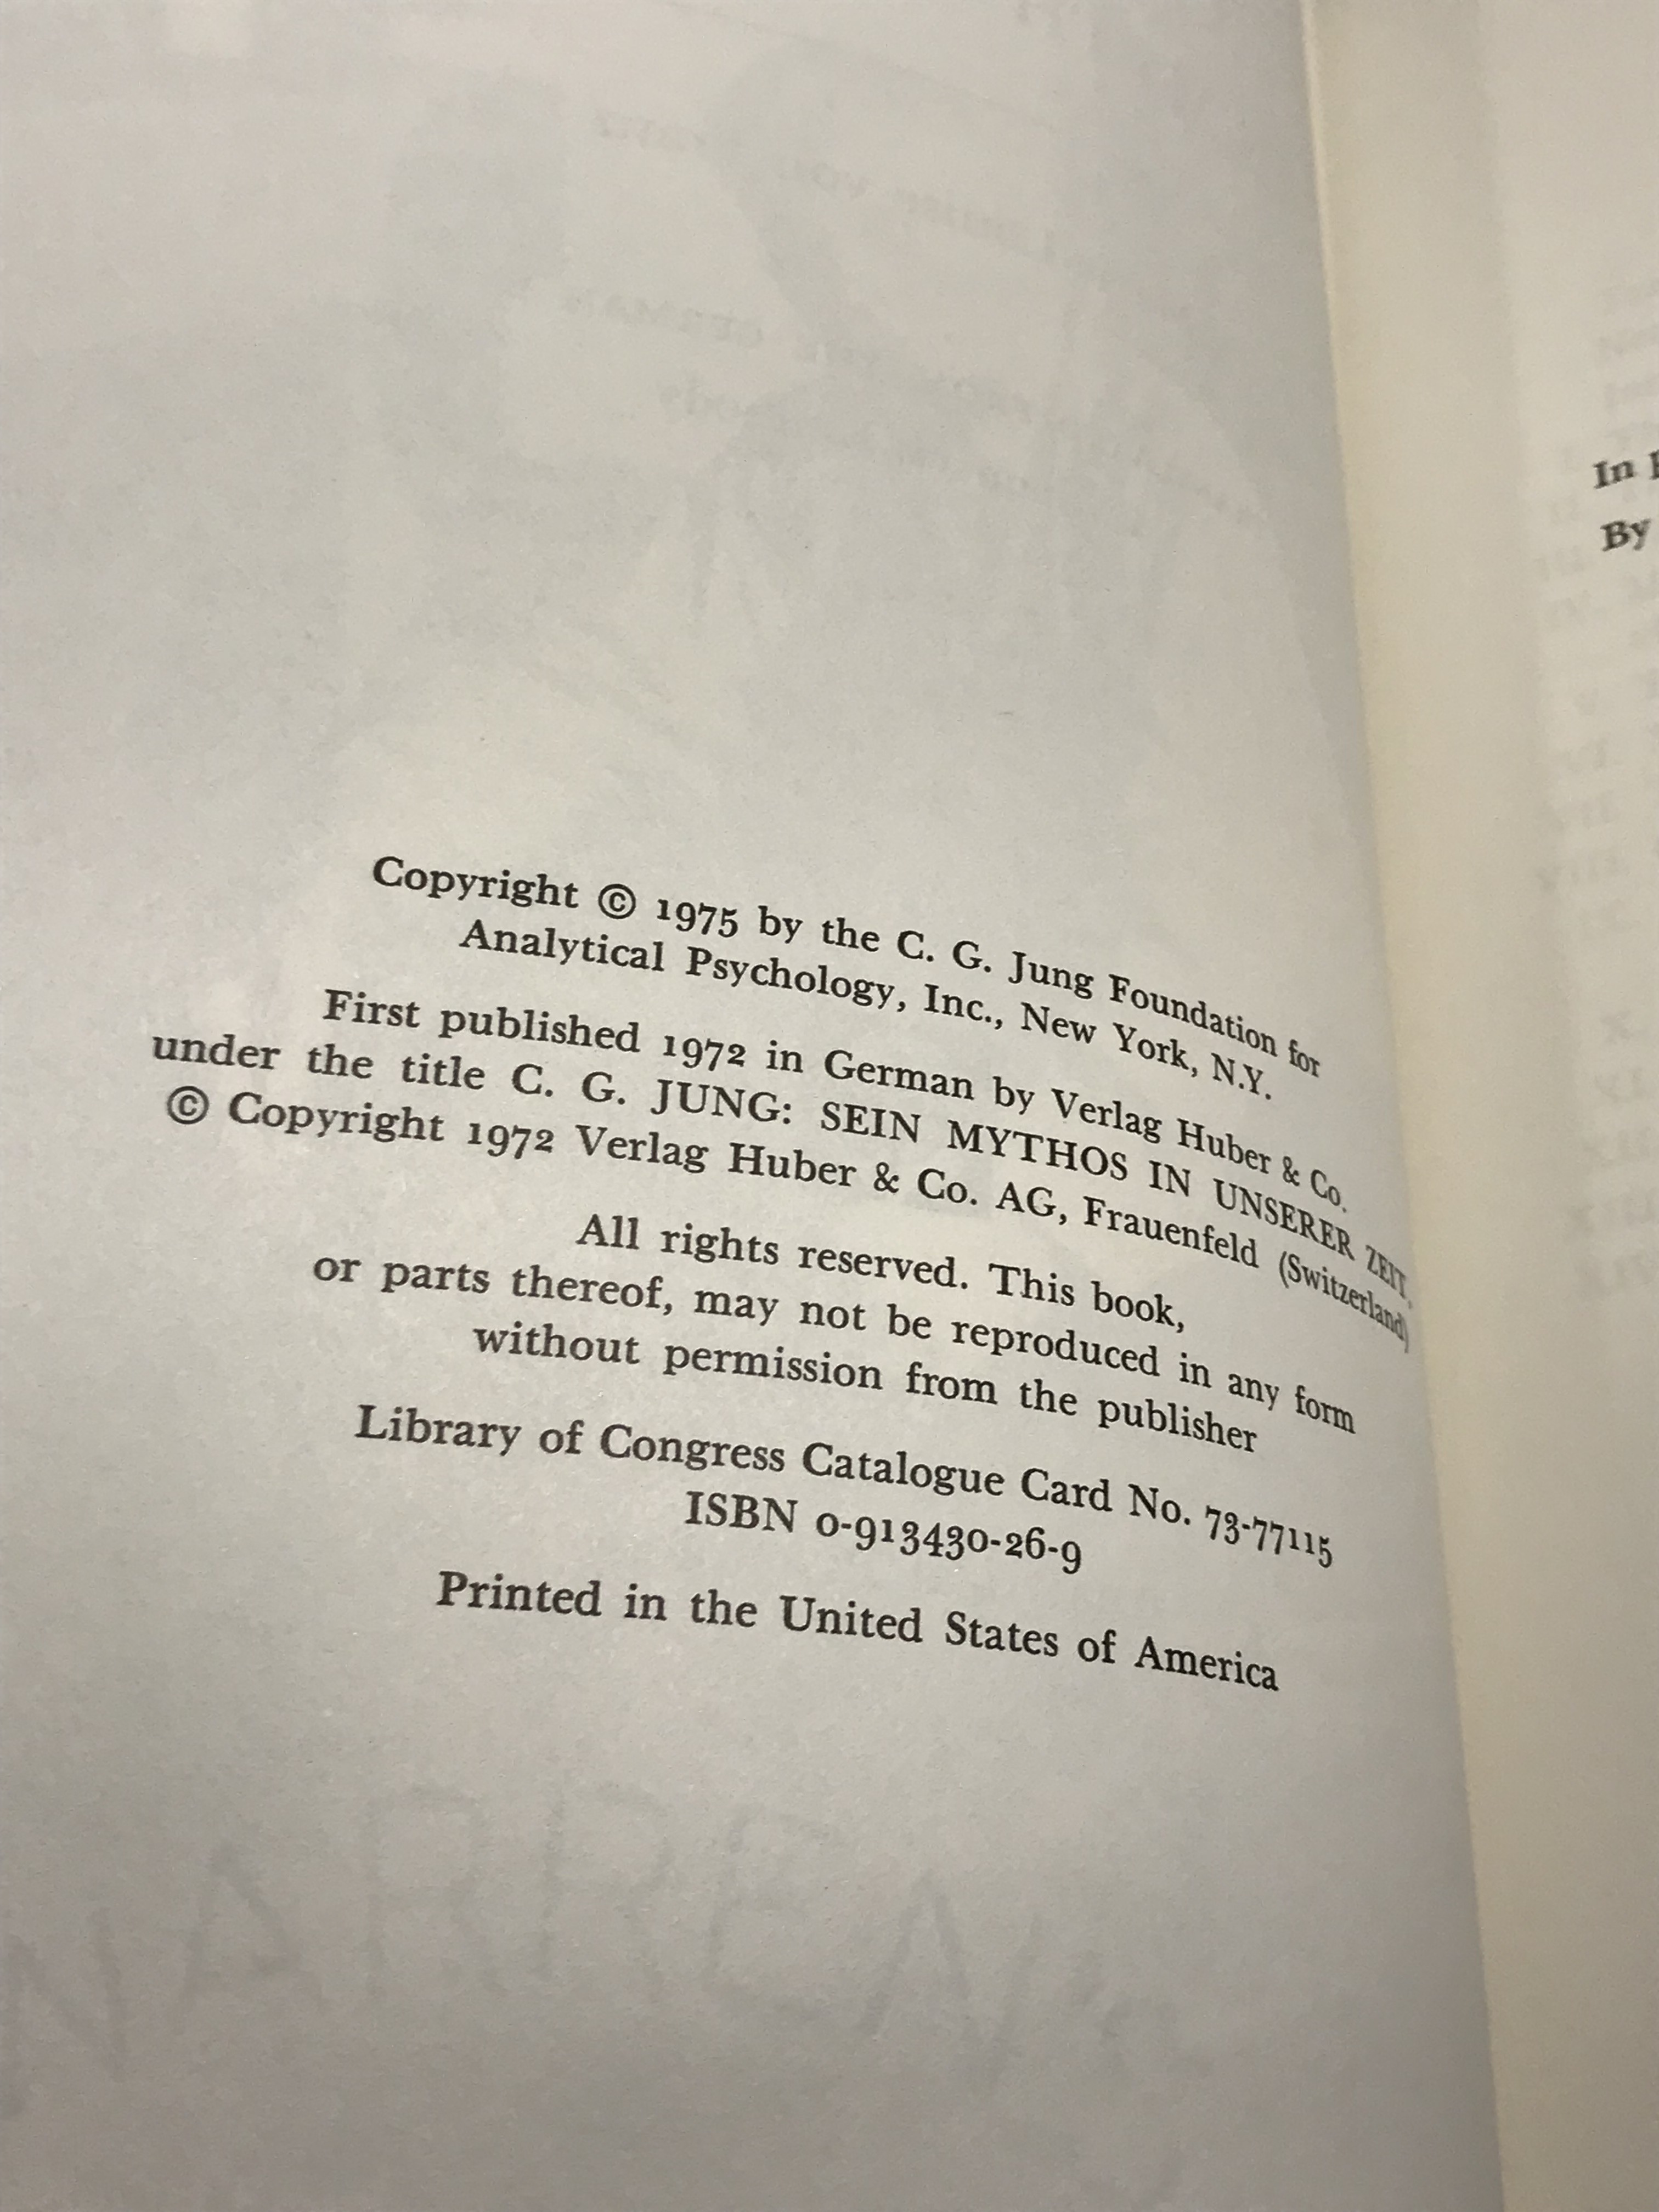 Copyright © 1975 by the C. G. Jung Foundation for
Analytical Psychology, Inc., New York, N.Y.
First published 1972 in German by Verlag Huber & Co.
under the title C. G. JUNG: SEIN MYTHOS IN UNSERER ZEIT,
© Copyright 1972 Verlag Huber & Co. AG, Frauenfeld (Switzerland)
All rights reserved. This book,
or parts thereof, may not be reproduced in any form
without permission from the publisher
Library of Congress Catalogue Card No. 73-77115
ISBN 0-913430-26-9
Printed in the United States of America
In
By